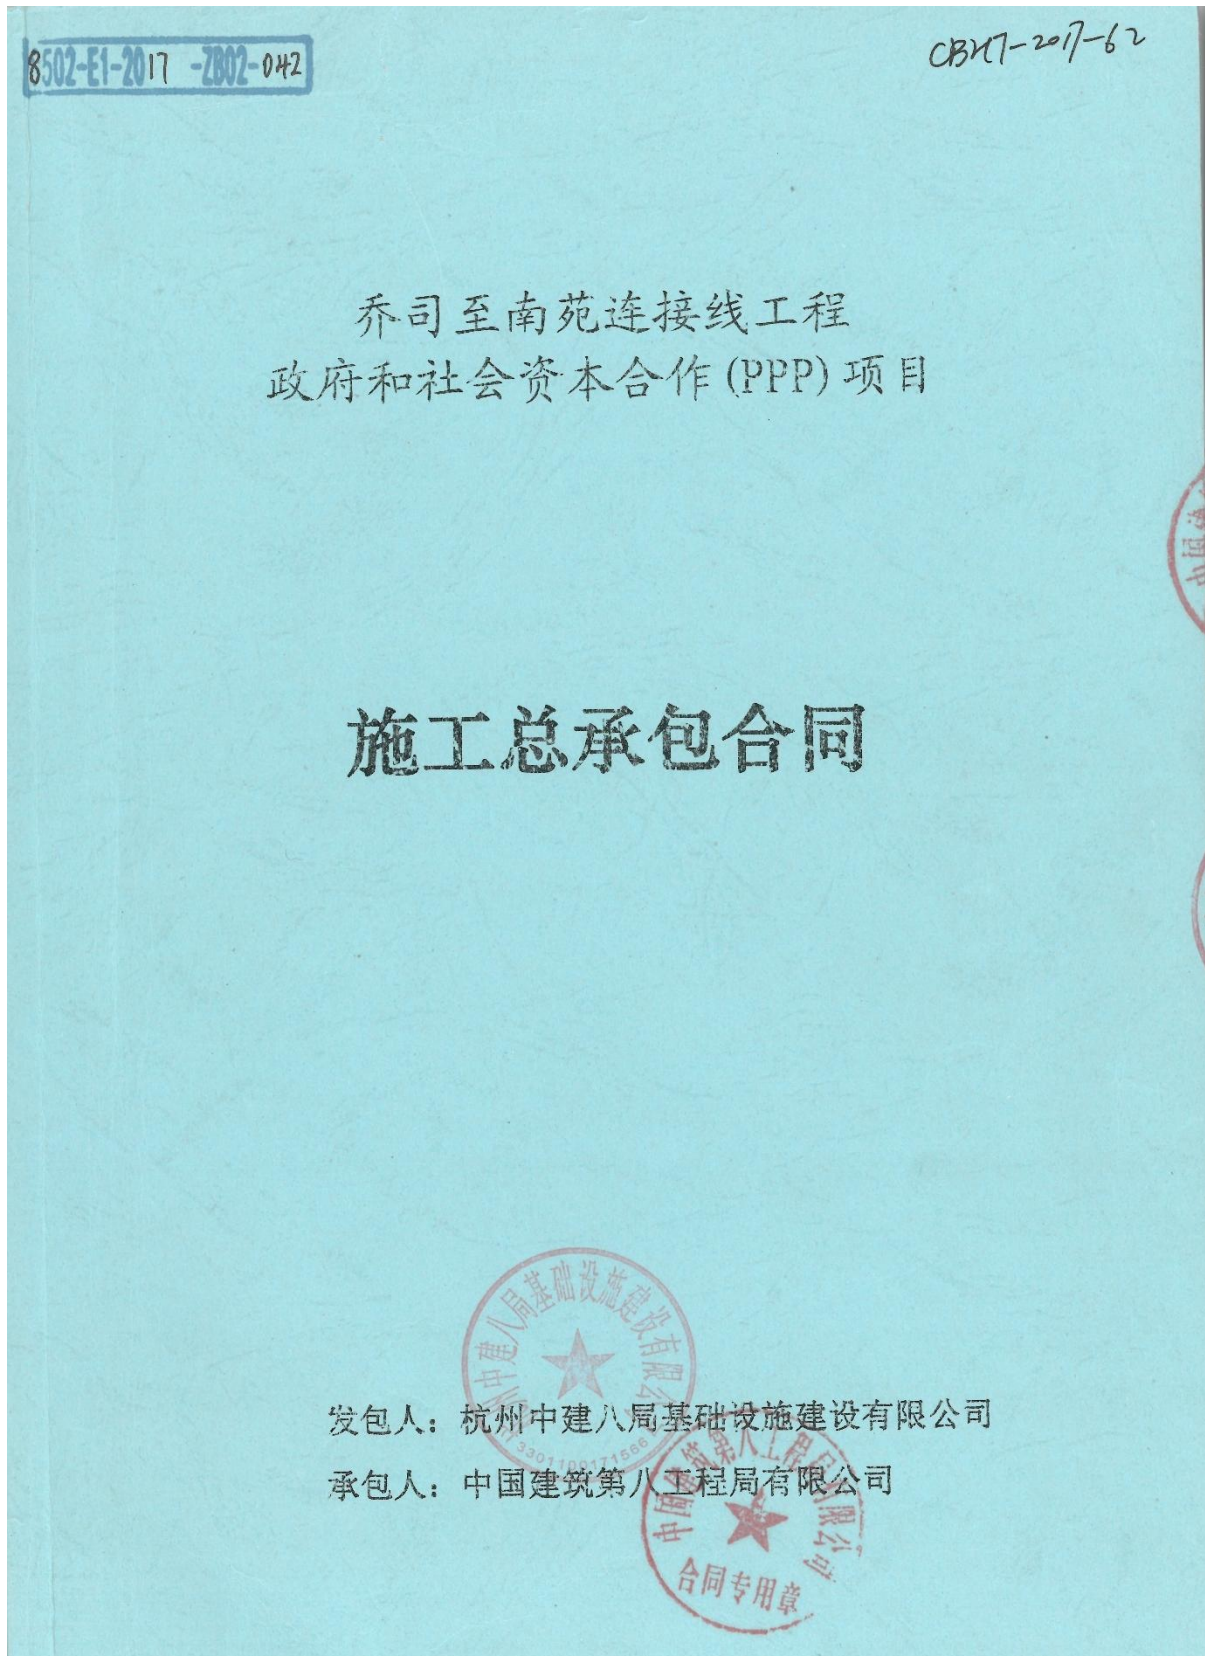 8502-E1-2017 -ZB02-042
CBHT-2017-62
乔司至南苑连接线工程
政府和社会资本合作(PPP)项目
施工总承包合同
杭州中建八局基础设施建设有限公司
发包人：杭州中建八局基础设施建设有限公司
承包人：中国建筑第八工程局有限公司
中国建筑第八工程局有限公司
合同专用章
中国建